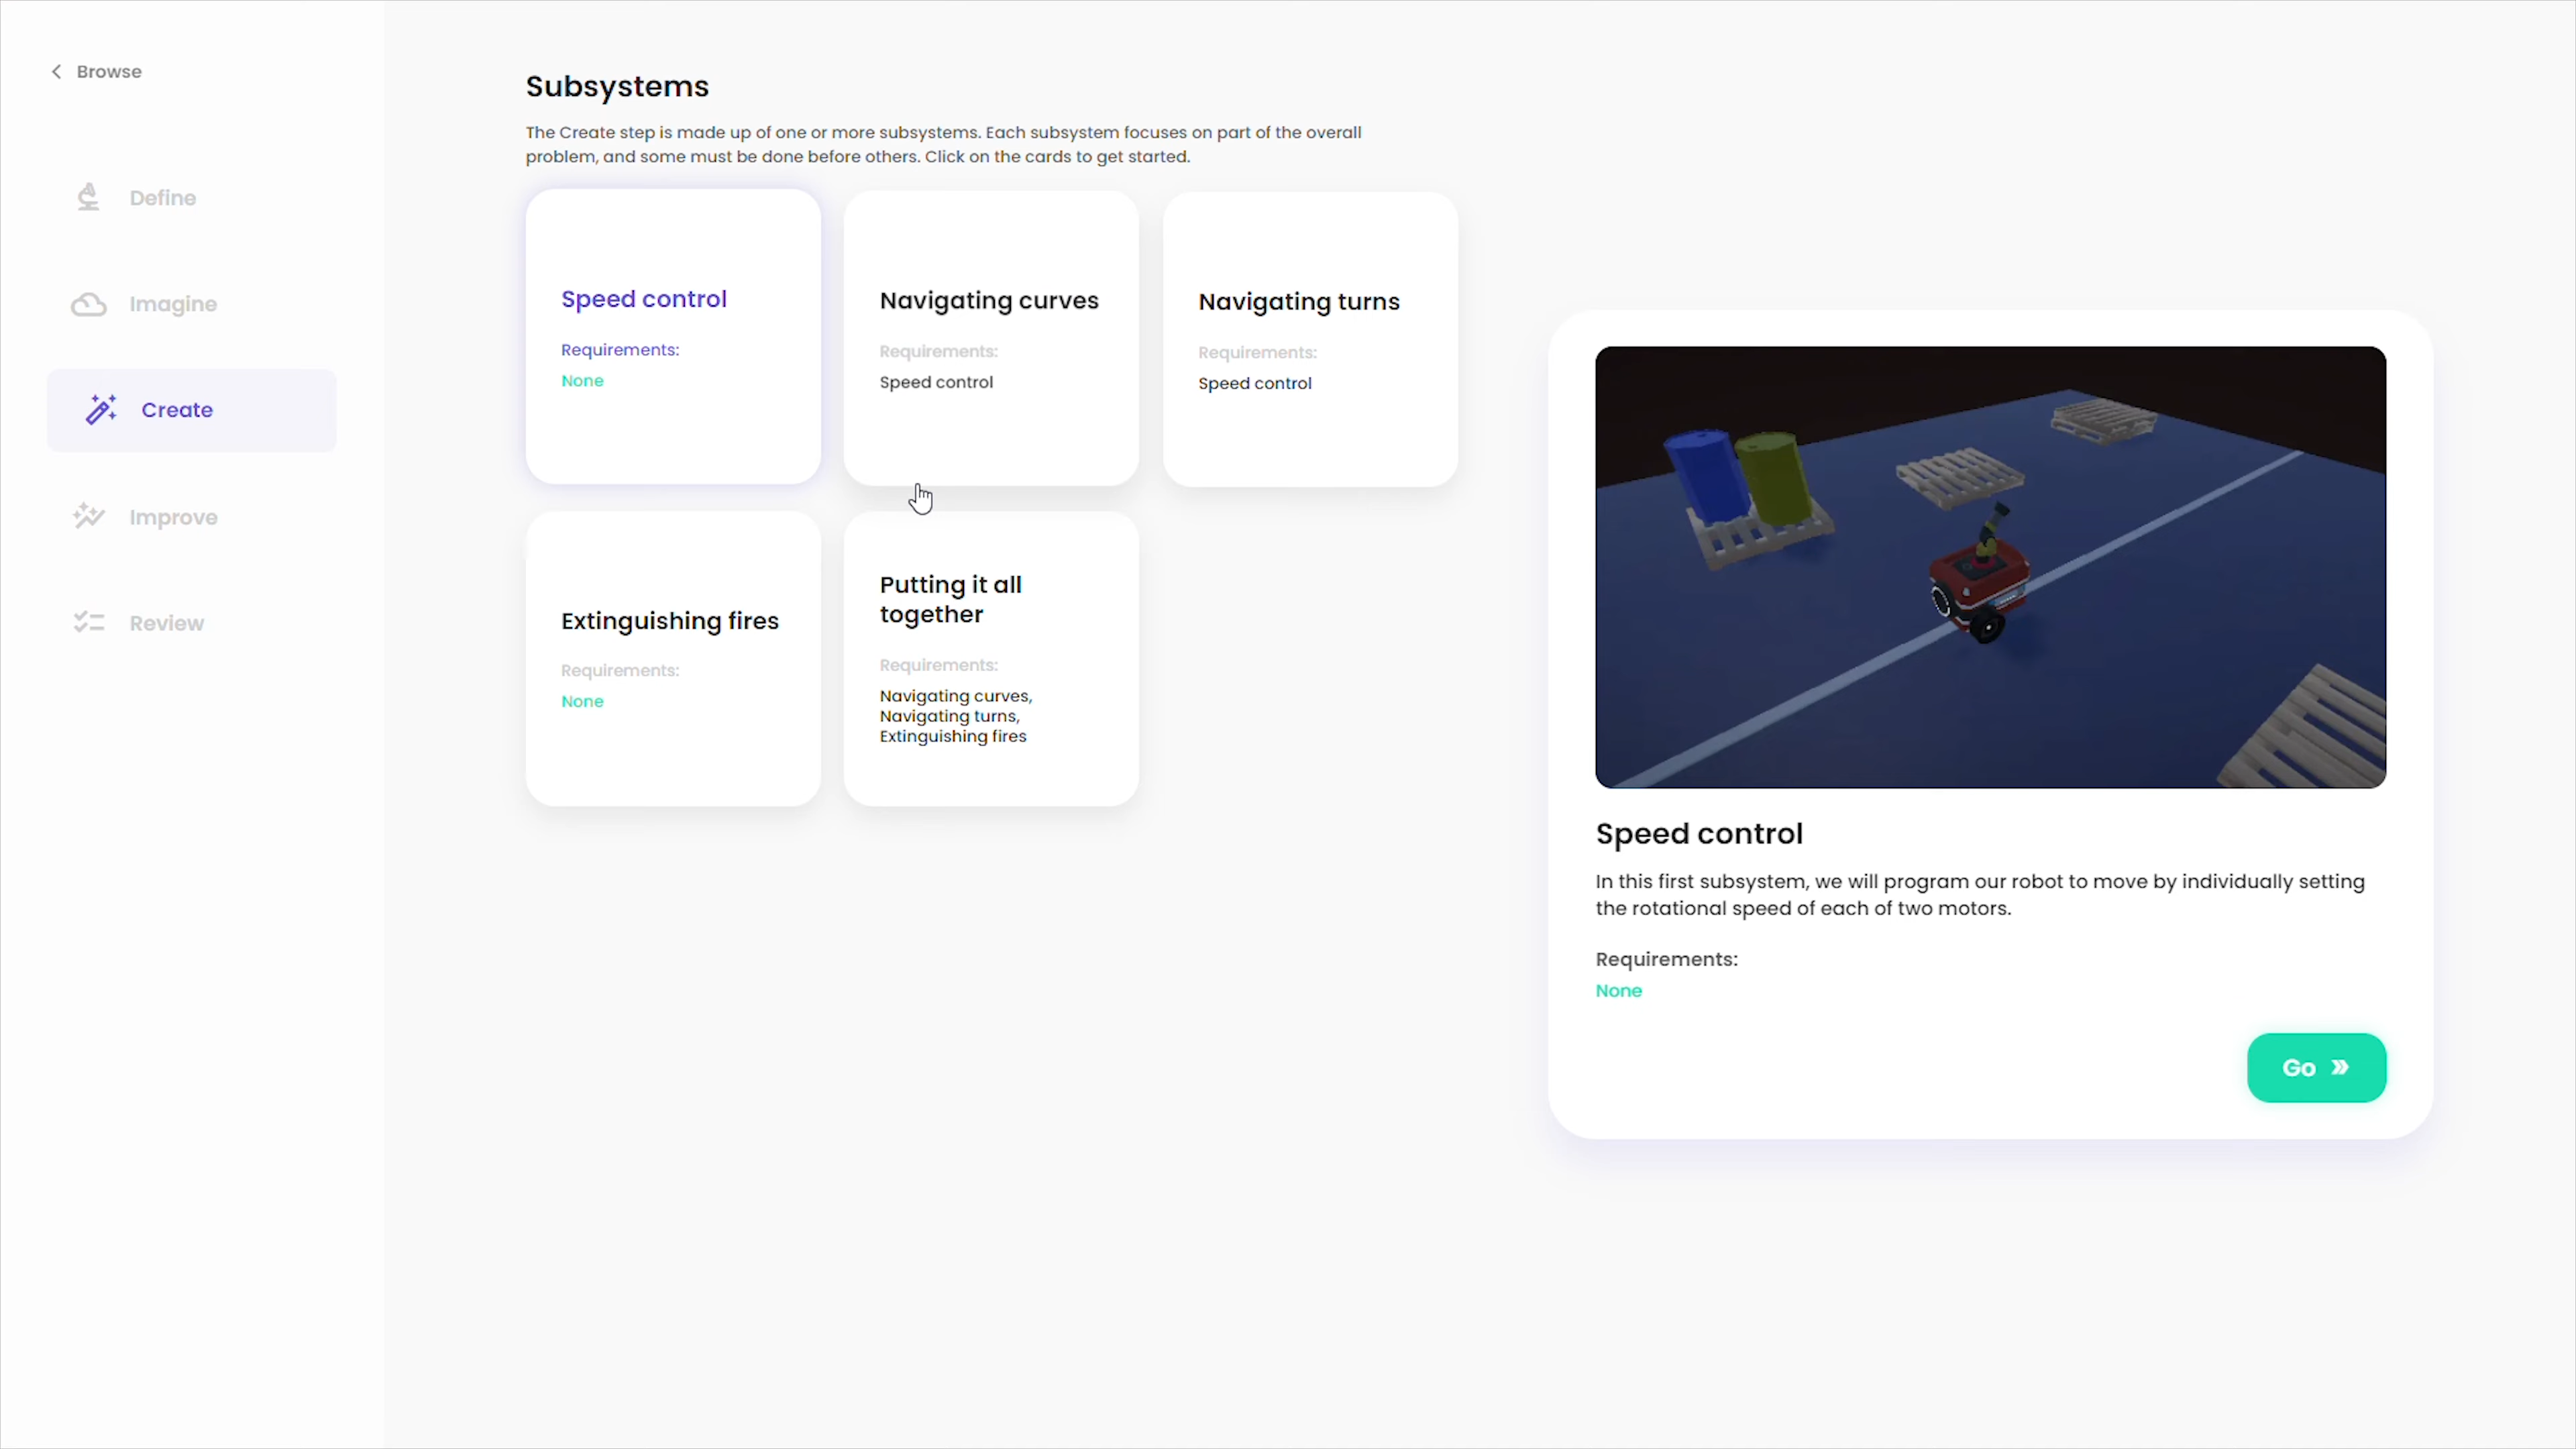 Browse
Define
Imagine
Create
Improve
Review
Subsystems
The Create step is made up of one or more subsystems. Each subsystem focuses on part of the overall
problem, and some must be done before others. Click on the cards to get started.
Speed control
Requirements:
None
Navigating curves
Requirements:
Speed control
Navigating turns
Requirements:
Speed control
Extinguishing fires
Requirements:
None
Putting it all
together
Requirements:
Navigating curves,
Navigating turns,
Extinguishing fires
Speed control
In this first subsystem, we will program our robot to move by individually setting
the rotational speed of each of two motors.
Requirements:
None
Go